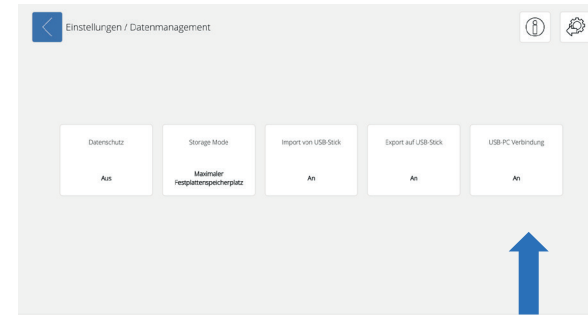 Einstellungen / Datenmanagement
Datenschutz
Aus
Storage Mode
Maximaler
Festplattenspeicherplatz
Import von USB-Stick
An
Export auf USB-Stick
An
USB-PC Verbindung
An